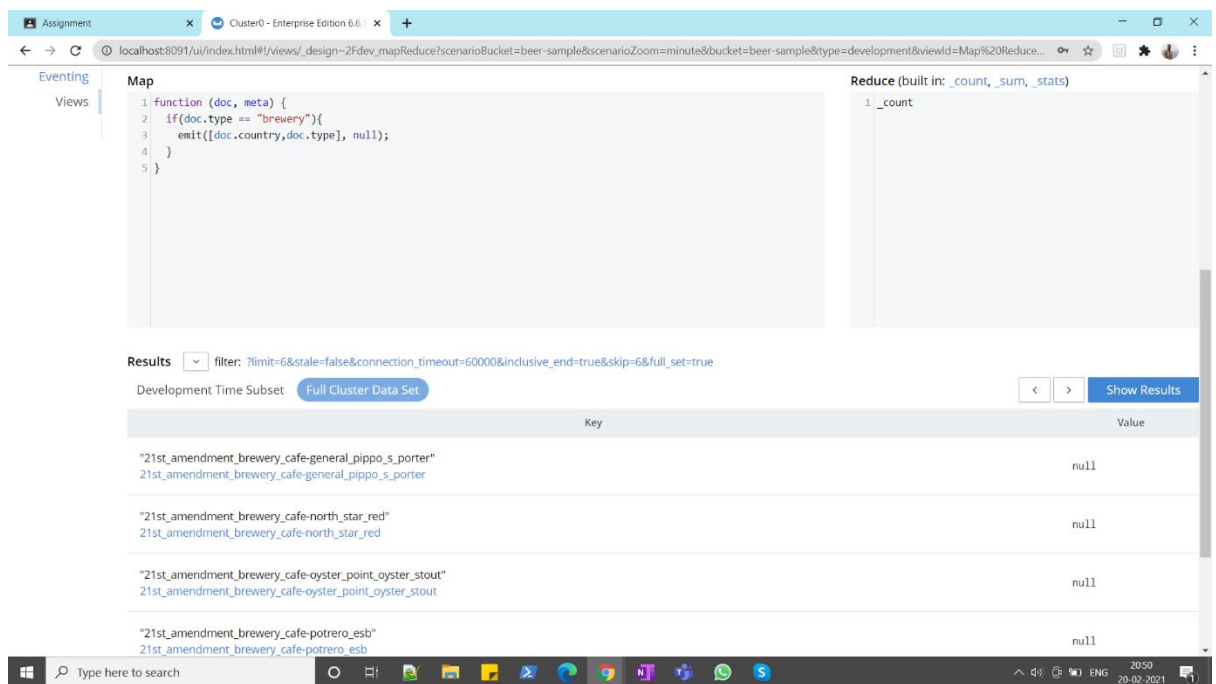 Assignment
Cluster0 - Enterprise Edition 6.6.1
localhost:8091/ui/index.html#!/views/_design~2Fdev_mapReduce?scenarioBucket=beer-sample&scenarioZoom=minute&bucket=beer-sample&type=development&viewId=Map%20Reduce...
Eventing
Views
Map
Reduce (built in: _count, _sum, _stats)
1 function (doc, meta) {
2 if(doc.type == "brewery"){
3 emit([doc.country,doc.type], null);
4 }
5 }
1 _count
Results filter: ?limit=6&stale=false&connection_timeout=60000&inclusive_end=true&skip=6&full_set=true
Development Time Subset Full Cluster Data Set < > Show Results
Key Value
"21st_amendment_brewery_cafe-general_pippo_s_porter"
21st_amendment_brewery_cafe-general_pippo_s_porter
null
"21st_amendment_brewery_cafe-north_star_red"
21st_amendment_brewery_cafe-north_star_red
null
"21st_amendment_brewery_cafe-oyster_point_oyster_stout"
21st_amendment_brewery_cafe-oyster_point_oyster_stout
null
"21st_amendment_brewery_cafe-potrero_esb"
21st_amendment_brewery_cafe-potrero_esb
null
Type here to search
ENG
20:50
20-02-2021